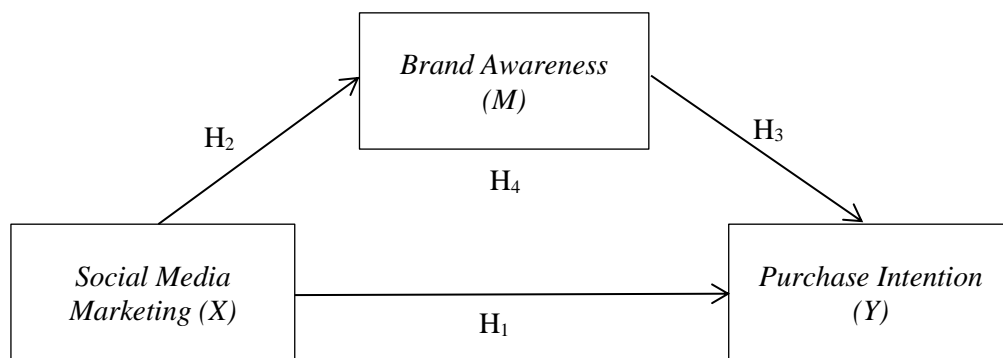 Brand Awareness
(M)
H₂
H₃
H₄
Social Media
Marketing (X)
Purchase Intention
(Y)
H₁